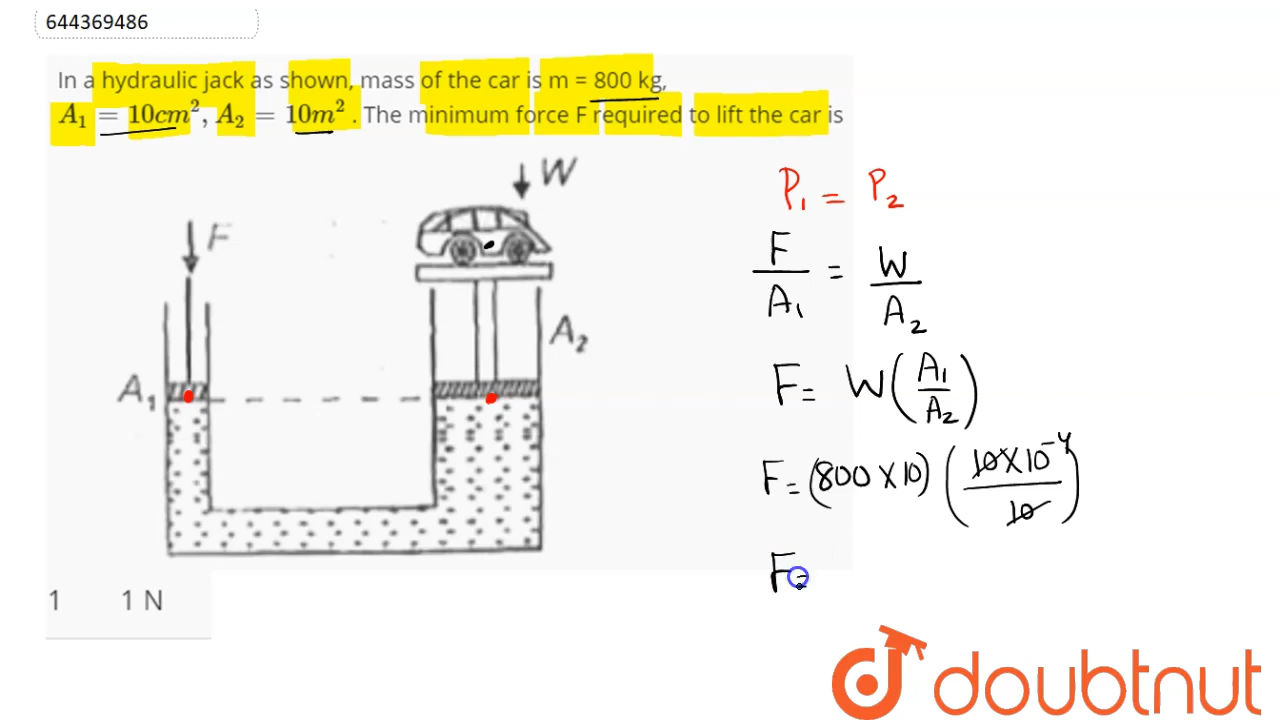 644369486
In a hydraulic jack as shown, mass of the car is m = 800 kg,
A₁ = 10cm², A₂ = 10m² . The minimum force F required to lift the car is
W
F
A₁
A₂
1 1 N
P₁ = P₂
F/A₁ = W/A₂
F = W(A₁/A₂)
F = (800 × 10) (10×10⁻⁴/10)
F =
doubtnut